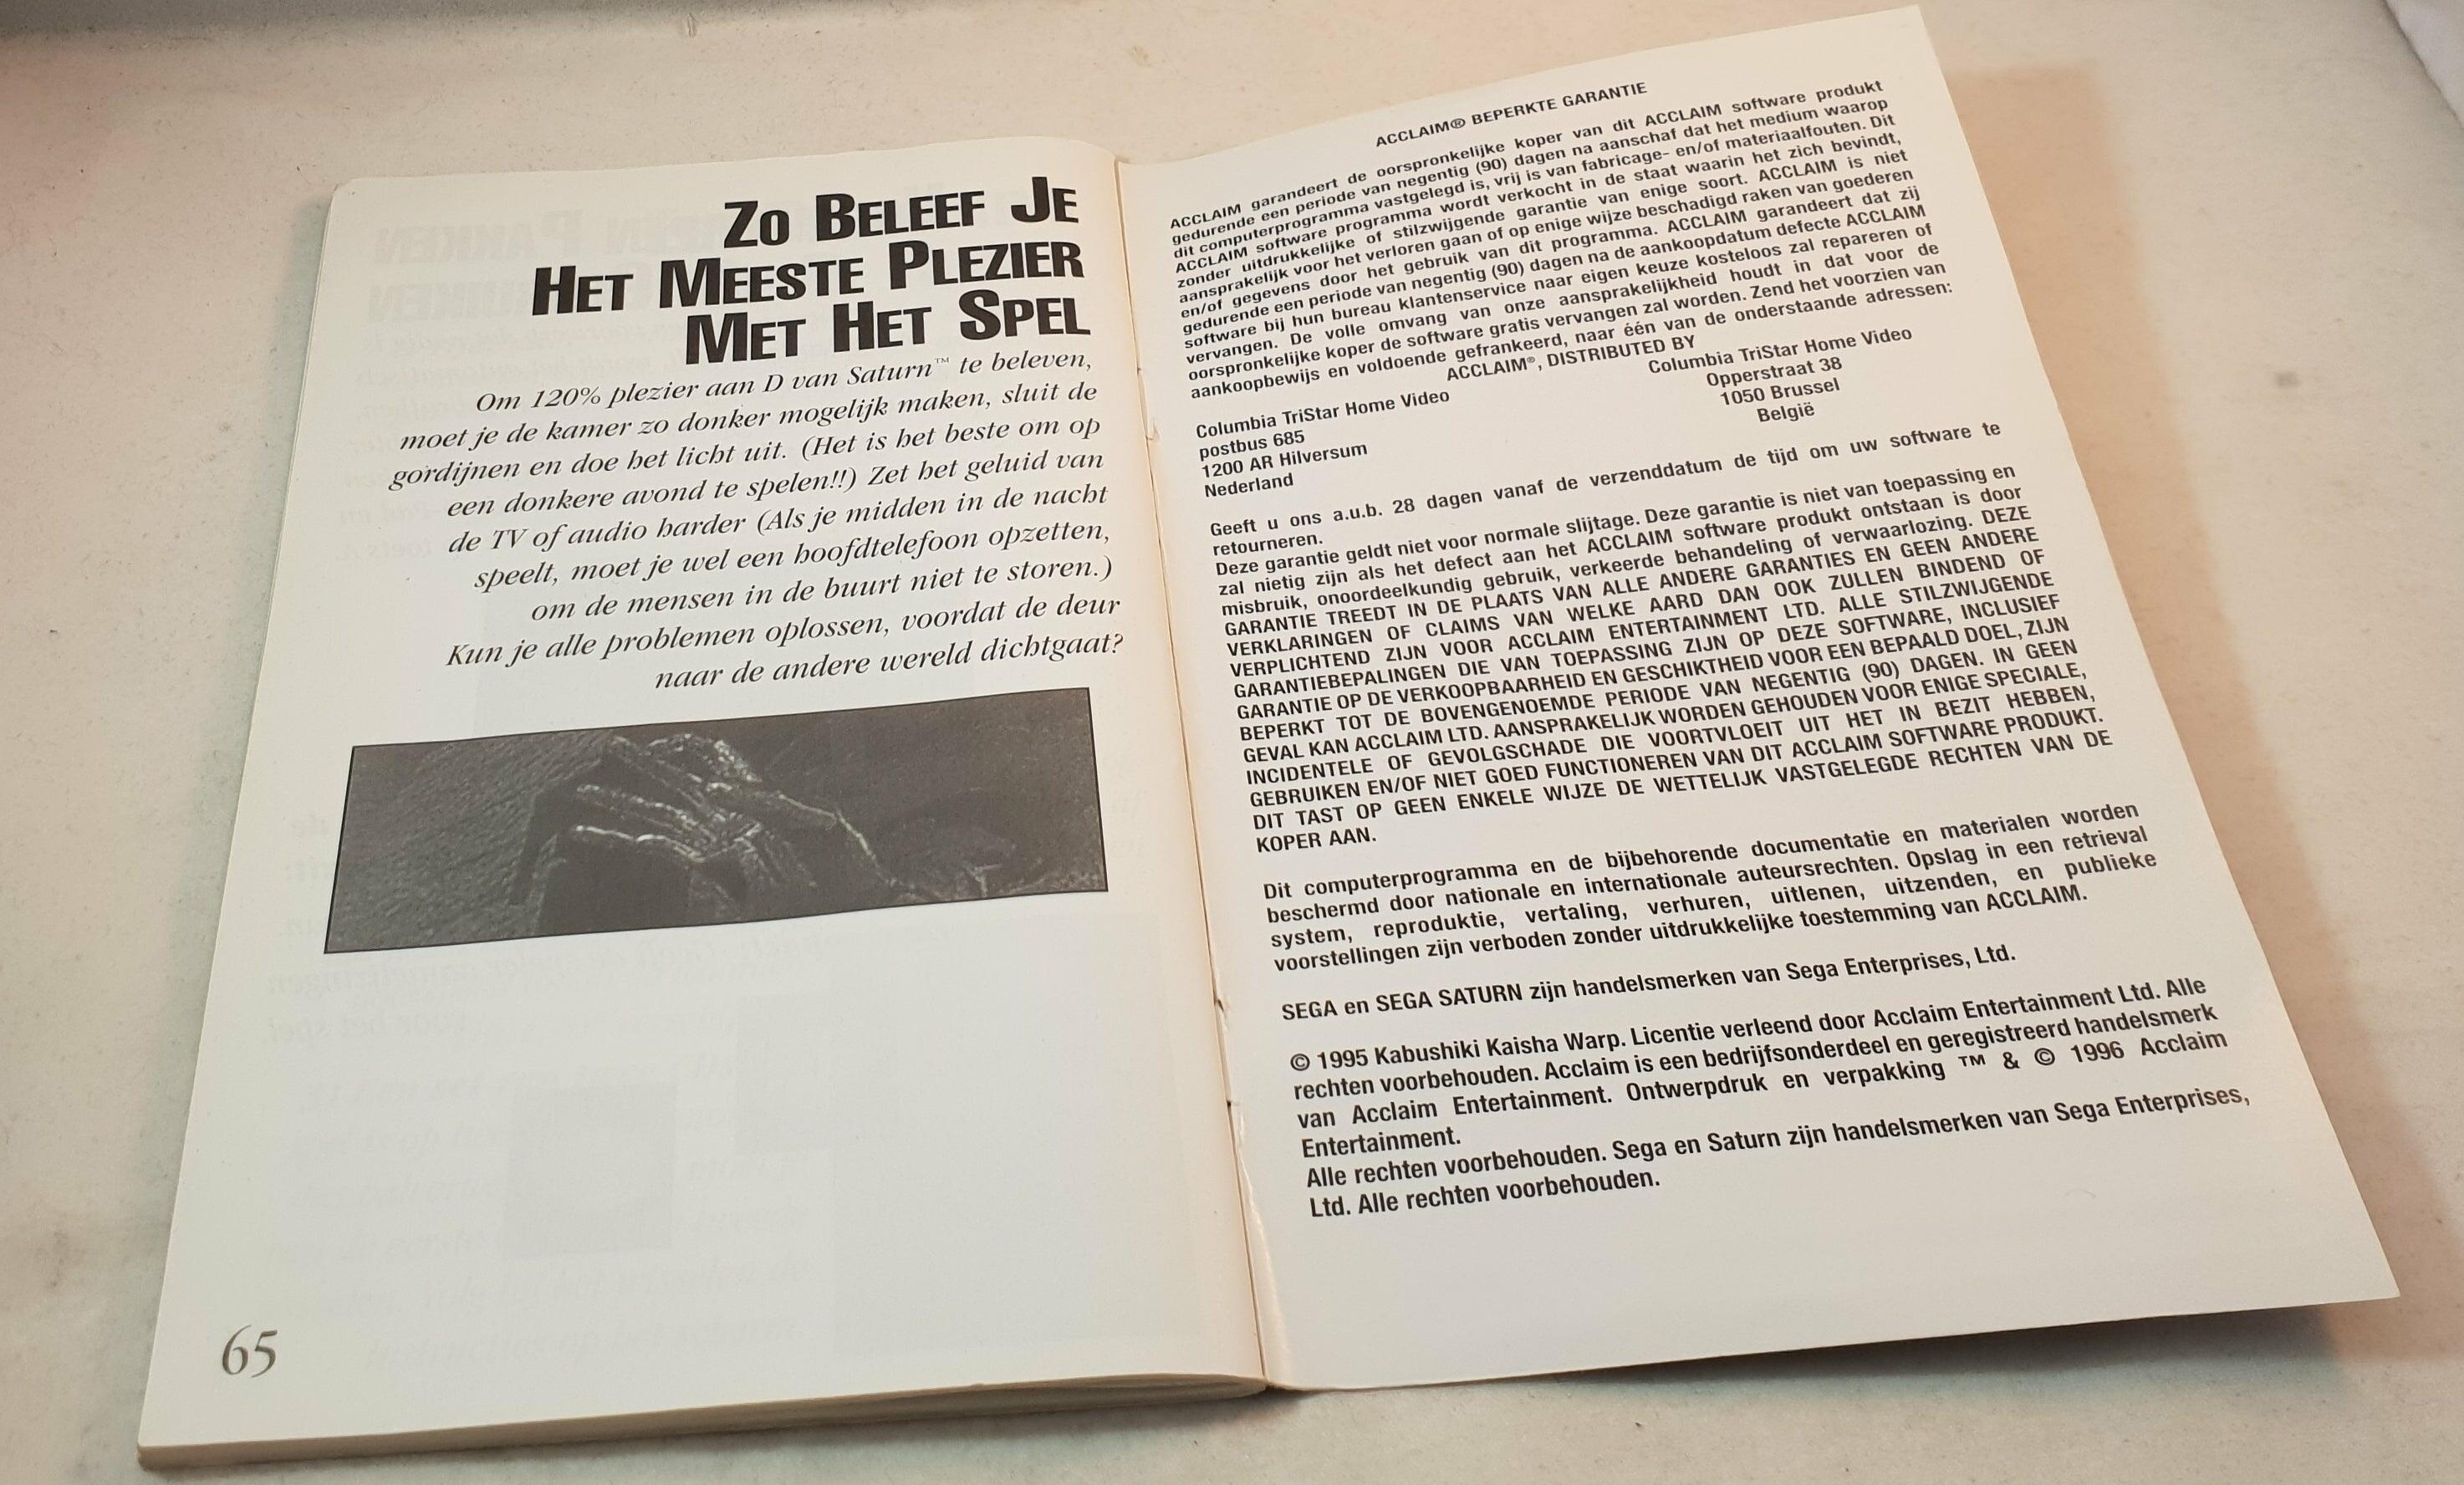 ZO BELEEF JE
HET MEESTE PLEZIER
MET HET SPEL
Om 120% plezier aan D van Saturn™ te beleven,
moet je de kamer zo donker mogelijk maken, sluit de
gordijnen en doe het licht uit. (Het is het beste om op
een donkere avond te spelen!!) Zet het geluid van
de TV of audio harder (Als je midden in de nacht
speelt, moet je wel een hoofdtelefoon opzetten,
om de mensen in de buurt niet te storen.)
Kun je alle problemen oplossen, voordat de deur
naar de andere wereld dichtgaat?
65
ACCLAIM® BEPERKTE GARANTIE
ACCLAIM garandeert de oorspronkelijke koper van dit ACCLAIM software produkt
gedurende een periode van negentig (90) dagen na aanschaf dat het medium waarop
dit computerprogramma vastgelegd is, vrij is van fabricage- en/of materiaalfouten. Dit
ACCLAIM software programma wordt verkocht in de staat waarin het zich bevindt,
zonder uitdrukkelijke of stilzwijgende garantie van enige soort. ACCLAIM is niet
aansprakelijk voor het verloren gaan of op enige wijze beschadigd raken van goederen
en/of gegevens door het gebruik van dit programma. ACCLAIM garandeert dat zij
gedurende een periode van negentig (90) dagen na de aankoopdatum defecte ACCLAIM
software bij hun bureau klantenservice naar eigen keuze kosteloos zal repareren of
vervangen. De volle omvang van onze aansprakelijkheid houdt in dat voor de
oorspronkelijke koper de software gratis vervangen zal worden. Zend het voorzien van
aankoopbewijs en voldoende gefrankeerd, naar één van de onderstaande adressen:
ACCLAIM®, DISTRIBUTED BY
Columbia TriStar Home Video
postbus 685
1200 AR Hilversum
Nederland
Columbia TriStar Home Video
Opperstraat 38
1050 Brussel
België
Geeft u ons a.u.b. 28 dagen vanaf de verzenddatum de tijd om uw software te
retourneren.
Deze garantie geldt niet voor normale slijtage. Deze garantie is niet van toepassing en
zal nietig zijn als het defect aan het ACCLAIM software produkt ontstaan is door
misbruik, onoordeelkundig gebruik, verkeerde behandeling of verwaarlozing. DEZE
GARANTIE TREEDT IN DE PLAATS VAN ALLE ANDERE GARANTIES EN GEEN ANDERE
VERKLARINGEN OF CLAIMS VAN WELKE AARD DAN OOK ZULLEN BINDEND OF
VERPLICHTEND ZIJN VOOR ACCLAIM ENTERTAINMENT LTD. ALLE STILZWIJGENDE
GARANTIEBEPALINGEN DIE VAN TOEPASSING ZIJN OP DEZE SOFTWARE, INCLUSIEF
GARANTIE OP DE VERKOOPBAARHEID EN GESCHIKTHEID VOOR EEN BEPAALD DOEL, ZIJN
BEPERKT TOT DE BOVENGENOEMDE PERIODE VAN NEGENTIG (90) DAGEN. IN GEEN
GEVAL KAN ACCLAIM LTD. AANSPRAKELIJK WORDEN GEHOUDEN VOOR ENIGE SPECIALE,
INCIDENTELE OF GEVOLGSCHADE DIE VOORTVLOEIT UIT HET IN BEZIT HEBBEN,
GEBRUIKEN EN/OF NIET GOED FUNCTIONEREN VAN DIT ACCLAIM SOFTWARE PRODUKT.
DIT TAST OP GEEN ENKELE WIJZE DE WETTELIJK VASTGELEGDE RECHTEN VAN DE
KOPER AAN.
Dit computerprogramma en de bijbehorende documentatie en materialen worden
beschermd door nationale en internationale auteursrechten. Opslag in een retrieval
system, reproduktie, vertaling, verhuren, uitlenen, uitzenden, en publieke
voorstellingen zijn verboden zonder uitdrukkelijke toestemming van ACCLAIM.
SEGA en SEGA SATURN zijn handelsmerken van Sega Enterprises, Ltd.
© 1995 Kabushiki Kaisha Warp. Licentie verleend door Acclaim Entertainment Ltd. Alle
rechten voorbehouden. Acclaim is een bedrijfsonderdeel en geregistreerd handelsmerk
van Acclaim Entertainment. Ontwerpdruk en verpakking ™ & © 1996 Acclaim
Entertainment.
Alle rechten voorbehouden. Sega en Saturn zijn handelsmerken van Sega Enterprises,
Ltd. Alle rechten voorbehouden.